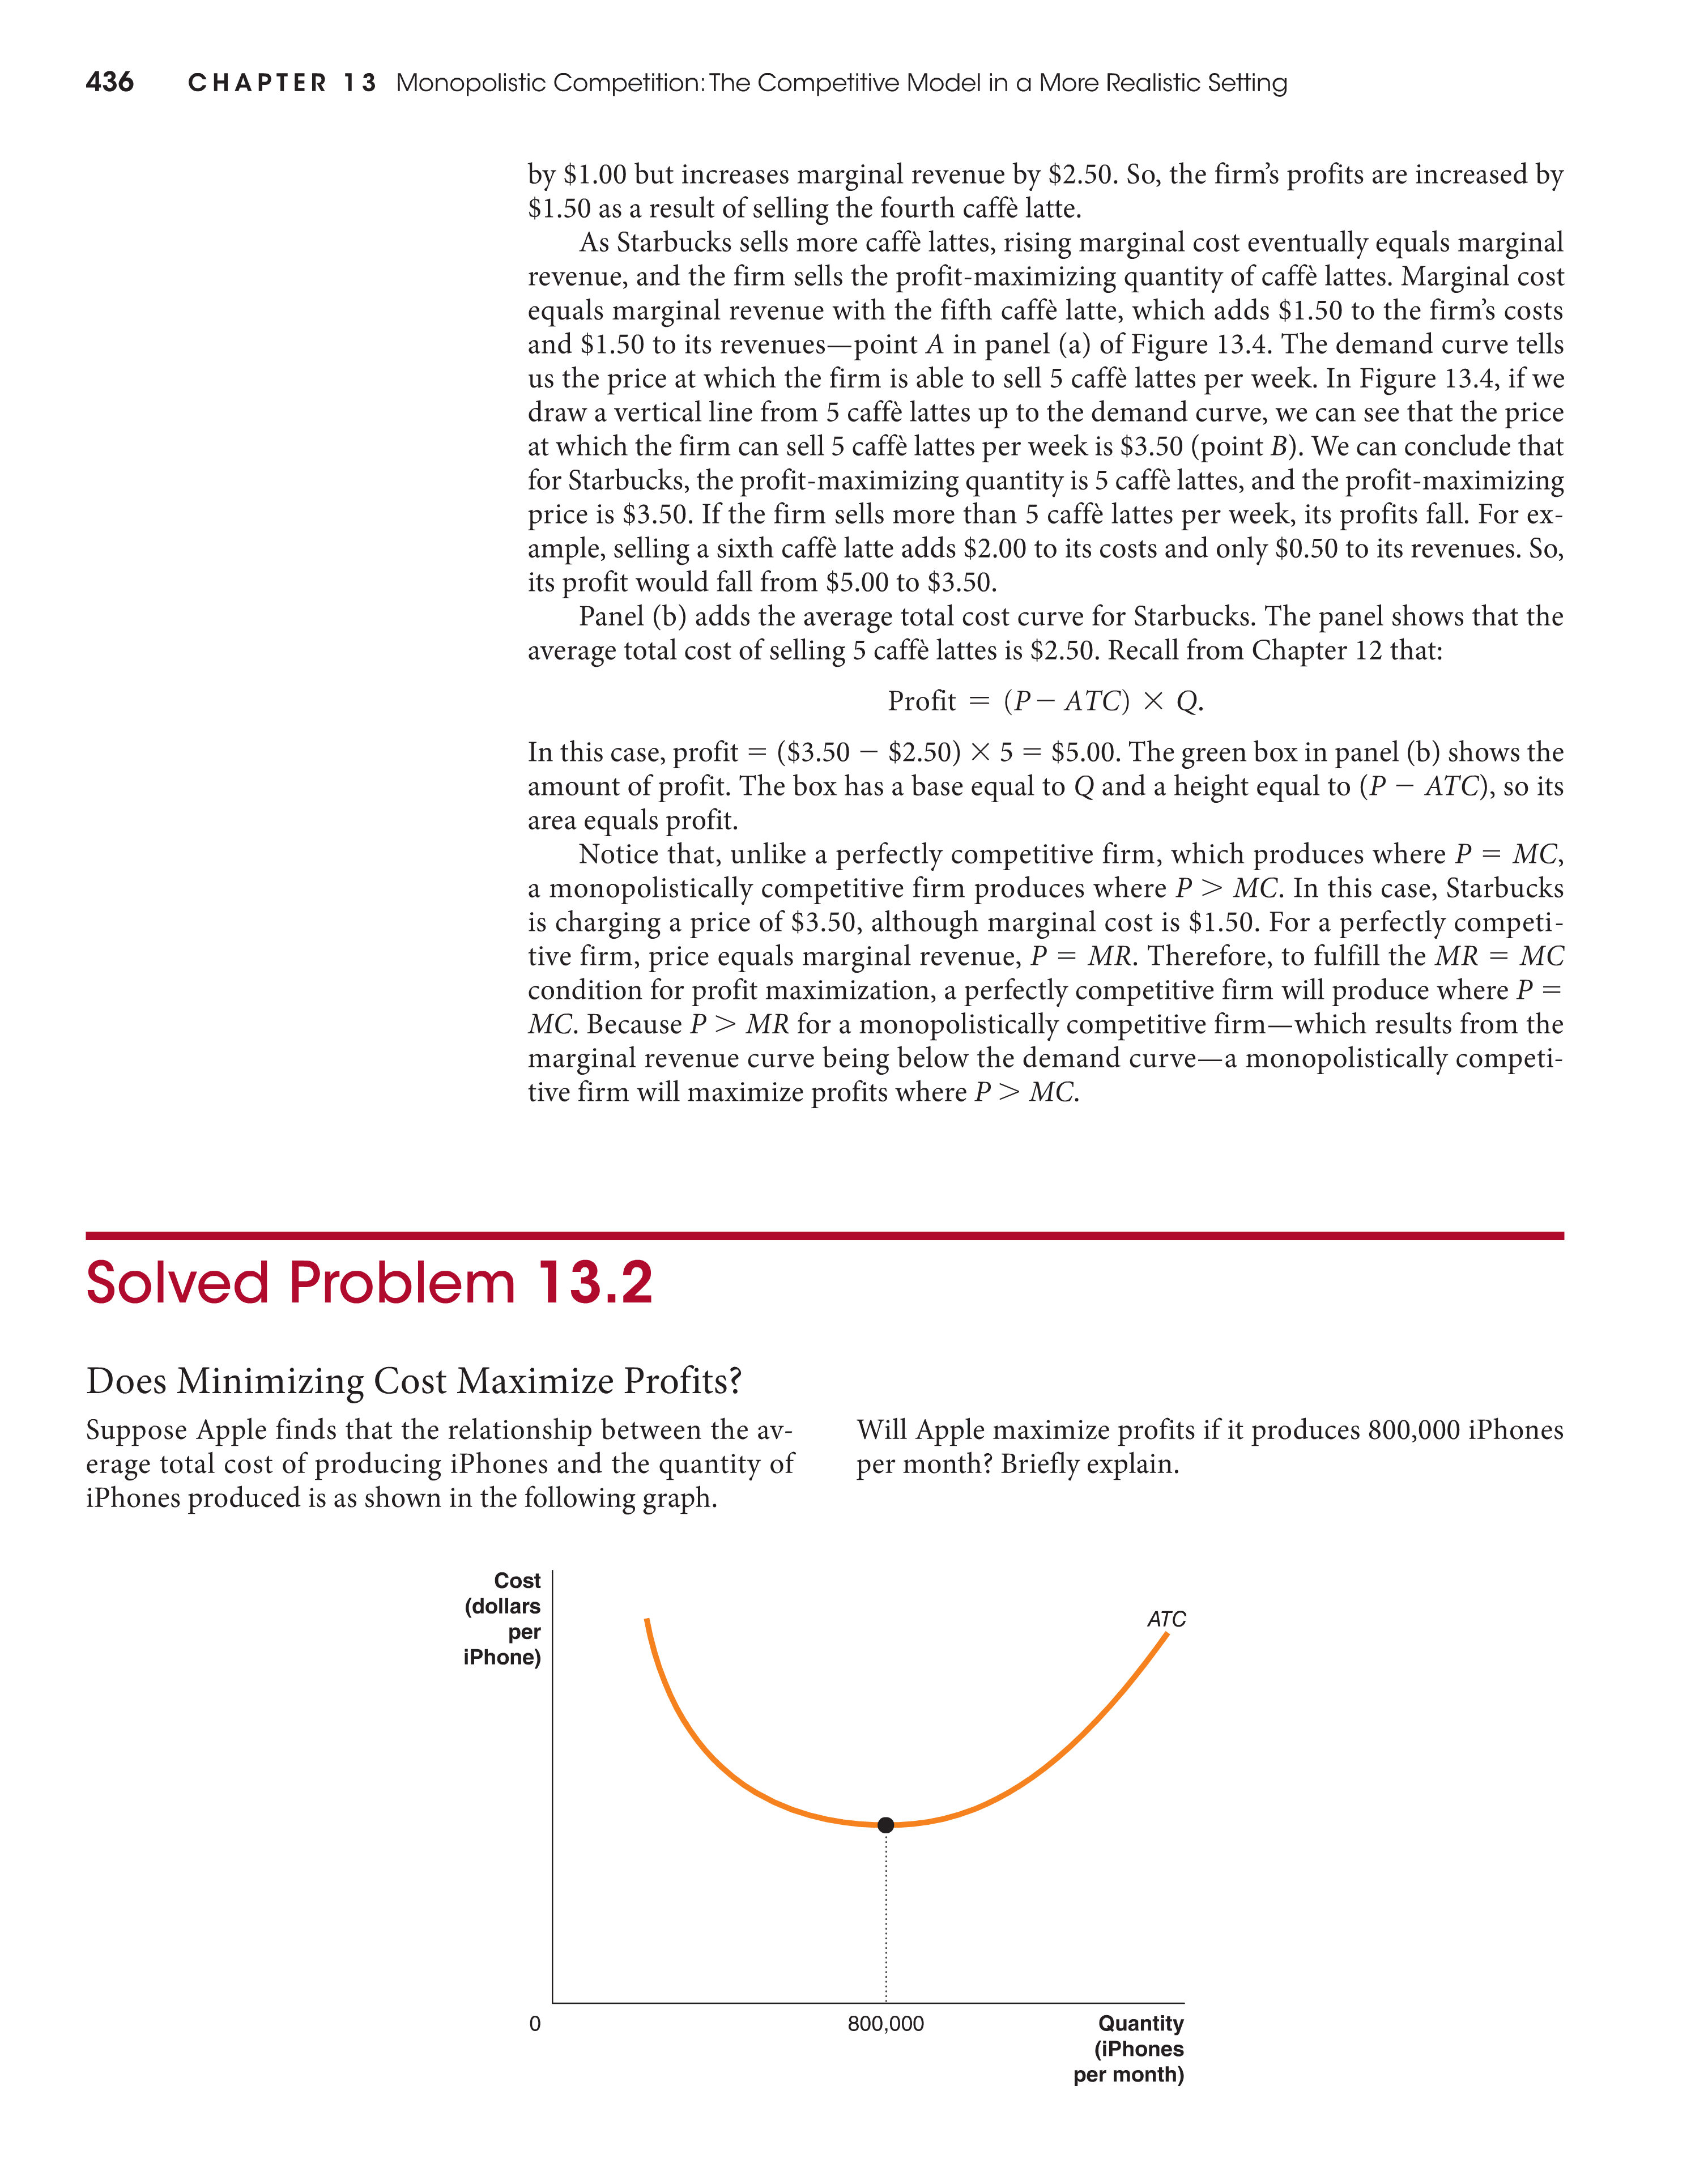 436 CHAPTER 13 Monopolistic Competition: The Competitive Model in a More Realistic Setting
by $1.00 but increases marginal revenue by $2.50. So, the firm’s profits are increased by
$1.50 as a result of selling the fourth caffè latte.
As Starbucks sells more caffè lattes, rising marginal cost eventually equals marginal
revenue, and the firm sells the profit-maximizing quantity of caffè lattes. Marginal cost
equals marginal revenue with the fifth caffè latte, which adds $1.50 to the firm’s costs
and $1.50 to its revenues—point A in panel (a) of Figure 13.4. The demand curve tells
us the price at which the firm is able to sell 5 caffè lattes per week. In Figure 13.4, if we
draw a vertical line from 5 caffè lattes up to the demand curve, we can see that the price
at which the firm can sell 5 caffè lattes per week is $3.50 (point B). We can conclude that
for Starbucks, the profit-maximizing quantity is 5 caffè lattes, and the profit-maximizing
price is $3.50. If the firm sells more than 5 caffè lattes per week, its profits fall. For ex-
ample, selling a sixth caffè latte adds $2.00 to its costs and only $0.50 to its revenues. So,
its profit would fall from $5.00 to $3.50.
Panel (b) adds the average total cost curve for Starbucks. The panel shows that the
average total cost of selling 5 caffè lattes is $2.50. Recall from Chapter 12 that:
Profit = (P − ATC) × Q.
In this case, profit = ($3.50 − $2.50) × 5 = $5.00. The green box in panel (b) shows the
amount of profit. The box has a base equal to Q and a height equal to (P − ATC), so its
area equals profit.
Notice that, unlike a perfectly competitive firm, which produces where P = MC,
a monopolistically competitive firm produces where P > MC. In this case, Starbucks
is charging a price of $3.50, although marginal cost is $1.50. For a perfectly competi-
tive firm, price equals marginal revenue, P = MR. Therefore, to fulfill the MR = MC
condition for profit maximization, a perfectly competitive firm will produce where P =
MC. Because P > MR for a monopolistically competitive firm—which results from the
marginal revenue curve being below the demand curve—a monopolistically competi-
tive firm will maximize profits where P > MC.
Solved Problem 13.2
Does Minimizing Cost Maximize Profits?
Suppose Apple finds that the relationship between the av-
erage total cost of producing iPhones and the quantity of
iPhones produced is as shown in the following graph.
Will Apple maximize profits if it produces 800,000 iPhones
per month? Briefly explain.
Cost
(dollars
per
iPhone)
ATC
0
800,000
Quantity
(iPhones
per month)